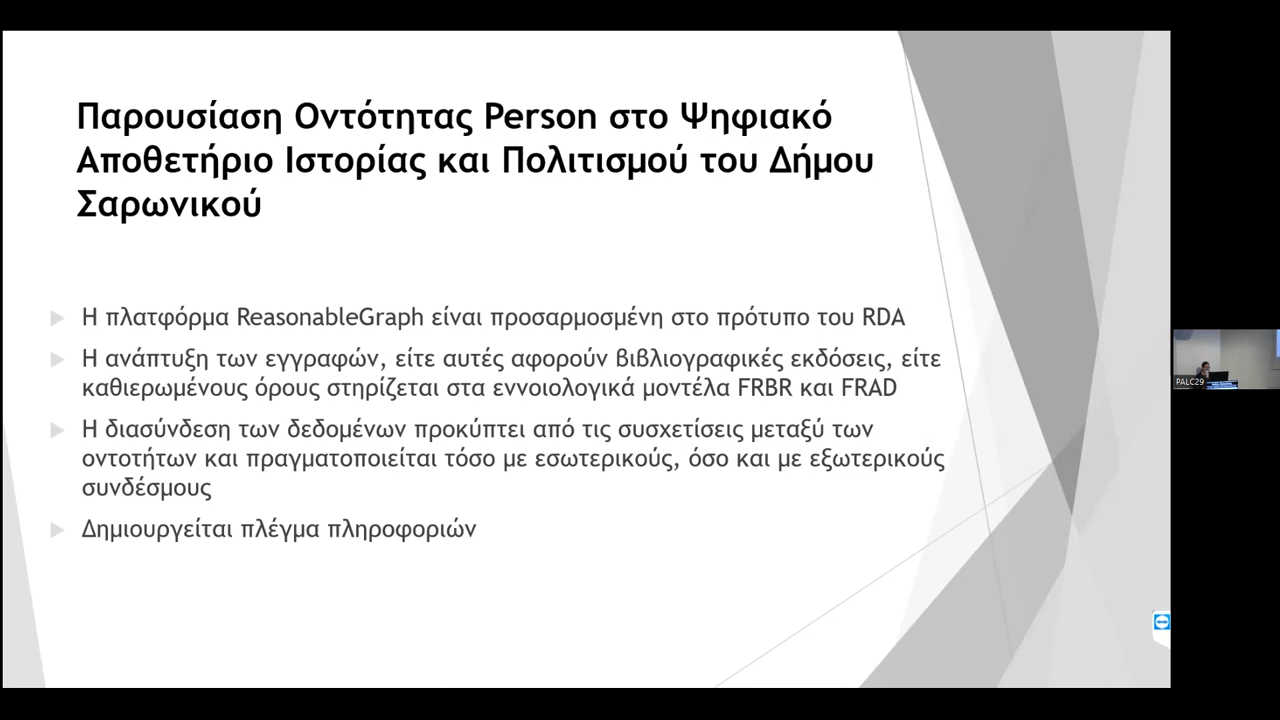 Παρουσίαση Οντότητας Person στο Ψηφιακό
Αποθετήριο Ιστορίας και Πολιτισμού του Δήμου
Σαρωνικού
Η πλατφόρμα ReasonableGraph είναι προσαρμοσμένη στο πρότυπο του RDA
Η ανάπτυξη των εγγραφών, είτε αυτές αφορούν βιβλιογραφικές εκδόσεις, είτε
καθιερωμένους όρους στηρίζεται στα εννοιολογικά μοντέλα FRBR και FRAD
Η διασύνδεση των δεδομένων προκύπτει από τις συσχετίσεις μεταξύ των
οντοτήτων και πραγματοποιείται τόσο με εσωτερικούς, όσο και με εξωτερικούς
συνδέσμους
Δημιουργείται πλέγμα πληροφοριών
PALC29